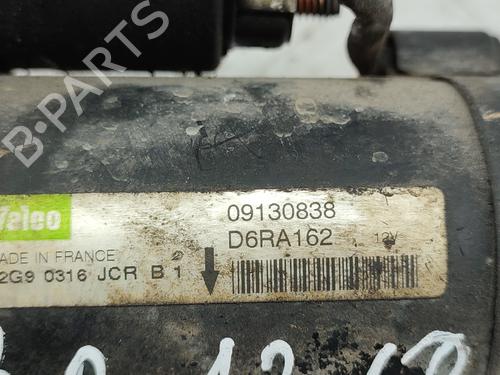 B-PARTS
Valeo
09130838
MADE IN FRANCE
D6RA162 12V
2G9 0316 JCR B 1